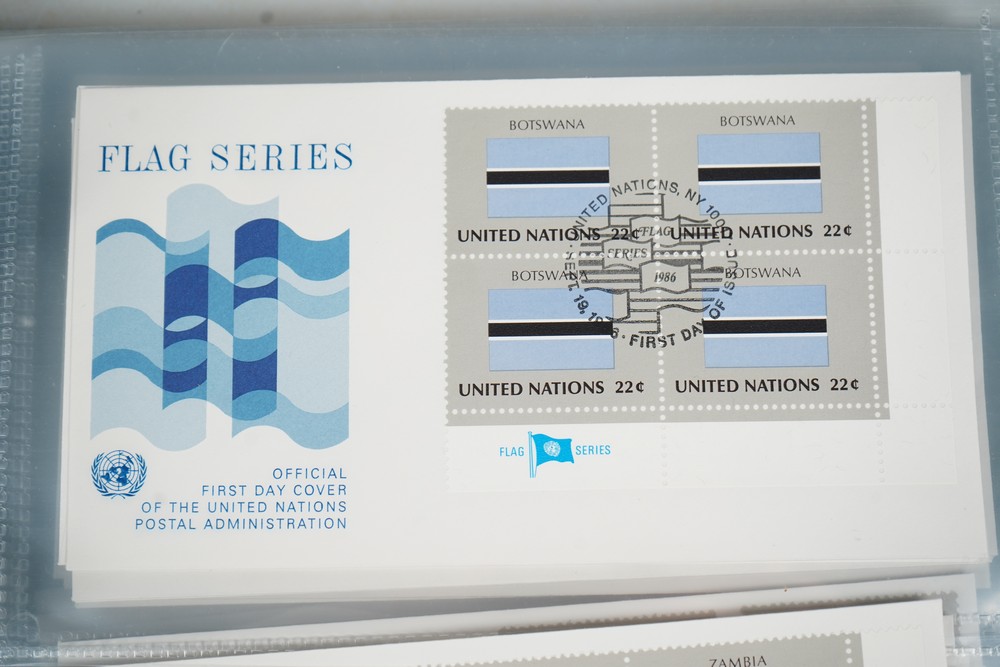 FLAG SERIES
OFFICIAL
FIRST DAY COVER
OF THE UNITED NATIONS
POSTAL ADMINISTRATION
BOTSWANA
UNITED NATIONS 22¢
BOTSWANA
UNITED NATIONS 22¢
BOTSWANA
UNITED NATIONS 22¢
BOTSWANA
UNITED NATIONS 22¢
UNITED NATIONS, NY
FLAG
SERIES
1986
SEPT. 19,
FIRST DAY OF ISSUE
FLAG SERIES
ZAMBIA